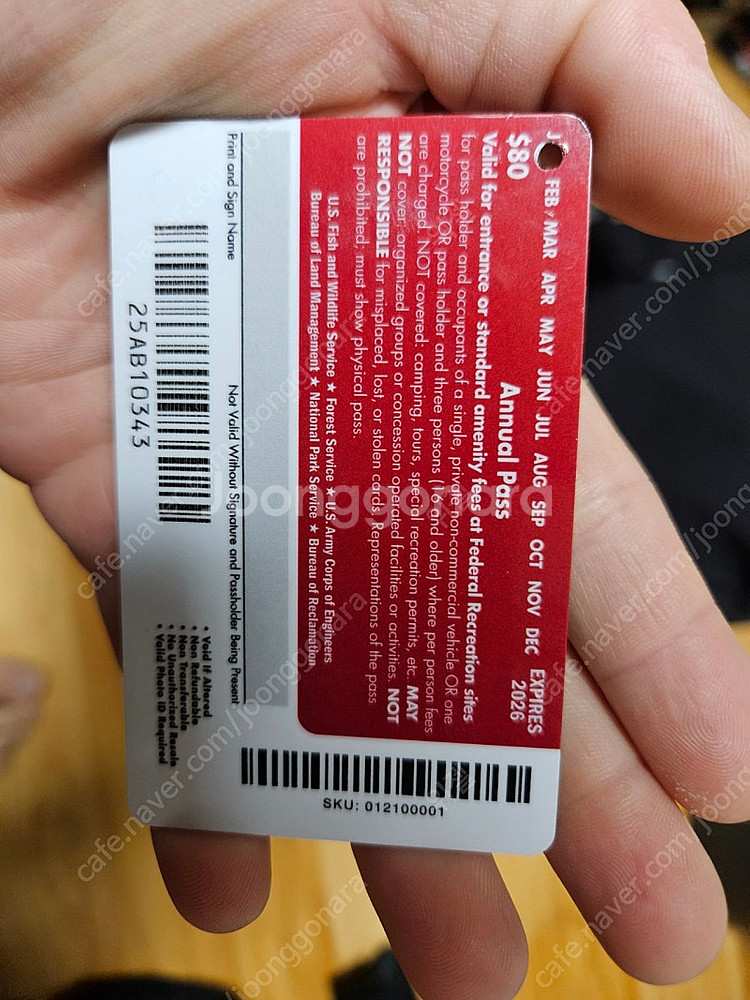 JAN FEB MAR APR MAY JUN JUL AUG SEP OCT NOV DEC EXPIRES
2026
$80
Annual Pass
Valid for entrance or standard amenity fees at Federal Recreation sites
for pass holder and occupants of a single, private non-commercial vehicle OR one
motorcycle OR pass holder and three persons (16 and older) where per person fees
are charged. NOT covered: camping, tours, special recreation permits, etc. MAY
NOT cover: organized groups or concession operated facilities or activities. NOT
RESPONSIBLE for misplaced, lost, or stolen cards. Representations of the pass
are prohibited; must show physical pass.
U.S. Fish and Wildlife Service ★ Forest Service ★ U.S. Army Corps of Engineers
Bureau of Land Management ★ National Park Service ★ Bureau of Reclamation
Print and Sign Name
Not Valid Without Signature and Passholder Being Present
25AB10343
• Void If Altered
• Non Refundable
• Non Transferable
• No Unauthorized Resale
• Valid Photo ID Required
SKU: 012100001
Joonggonara
cafe.naver.com/joonggonara